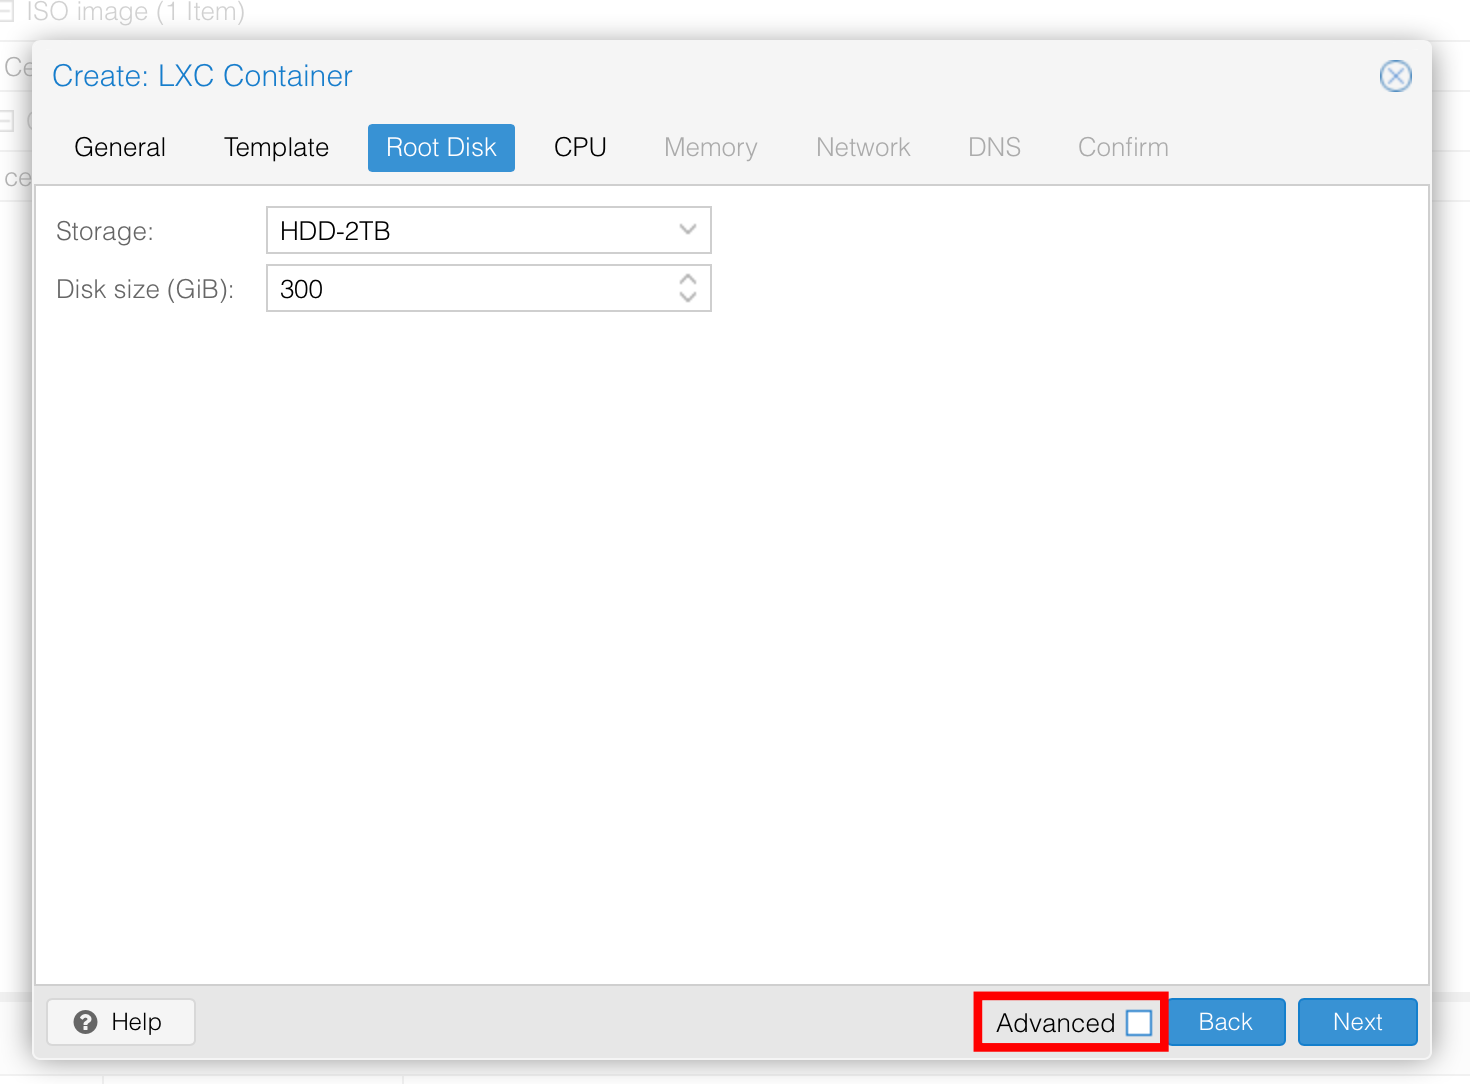 ISO image (1 Item)
Ce
Create: LXC Container
General Template Root Disk CPU Memory Network DNS Confirm
ce
Storage: HDD-2TB
Disk size (GiB): 300
Help Advanced Back Next